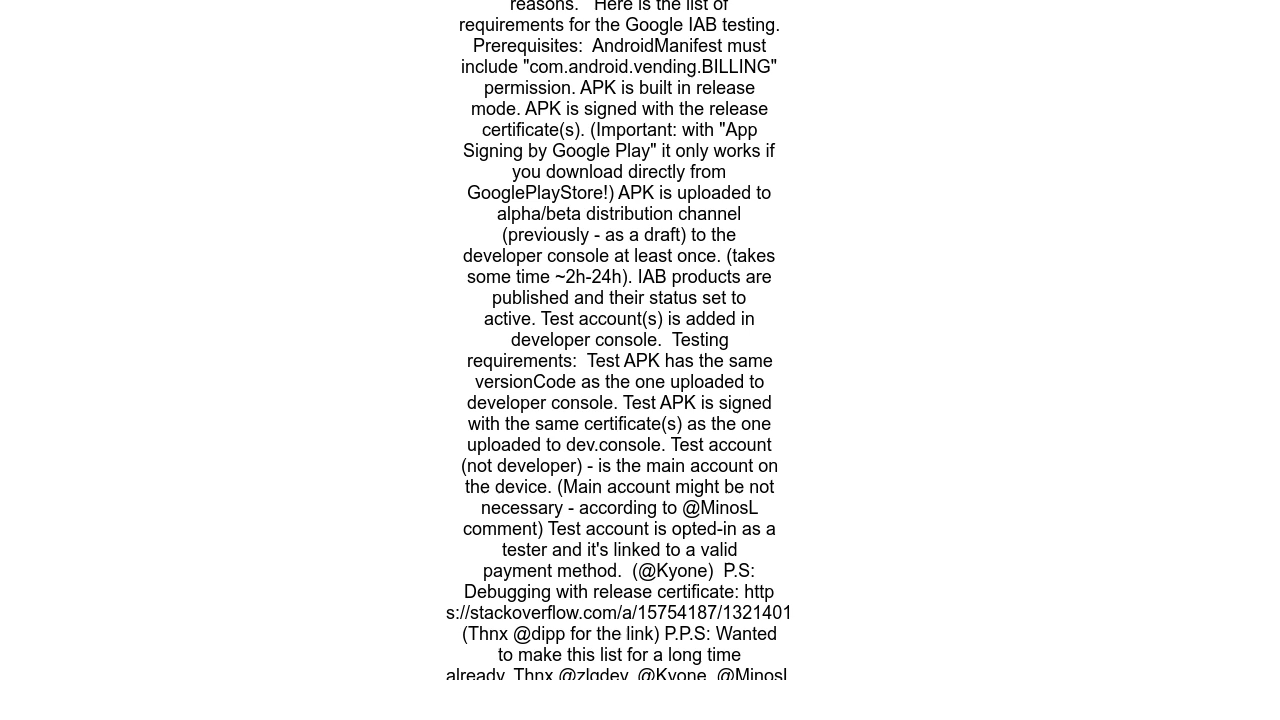 reasons.   Here is the list of
requirements for the Google IAB testing.
Prerequisites:  AndroidManifest must
include "com.android.vending.BILLING"
permission. APK is built in release
mode. APK is signed with the release
certificate(s). (Important: with "App
Signing by Google Play" it only works if
you download directly from
GooglePlayStore!) APK is uploaded to
alpha/beta distribution channel
(previously - as a draft) to the
developer console at least once. (takes
some time ~2h-24h). IAB products are
published and their status set to
active. Test account(s) is added in
developer console.  Testing
requirements:  Test APK has the same
versionCode as the one uploaded to
developer console. Test APK is signed
with the same certificate(s) as the one
uploaded to dev.console. Test account
(not developer) - is the main account on
the device. (Main account might be not
necessary - according to @MinosL
comment) Test account is opted-in as a
tester and it's linked to a valid
payment method.  (@Kyone)  P.S:
Debugging with release certificate: http
s://stackoverflow.com/a/15754187/1321401
(Thnx @dipp for the link) P.P.S: Wanted
to make this list for a long time
already. Thnx @zlgdev, @Kyone, @MinosL